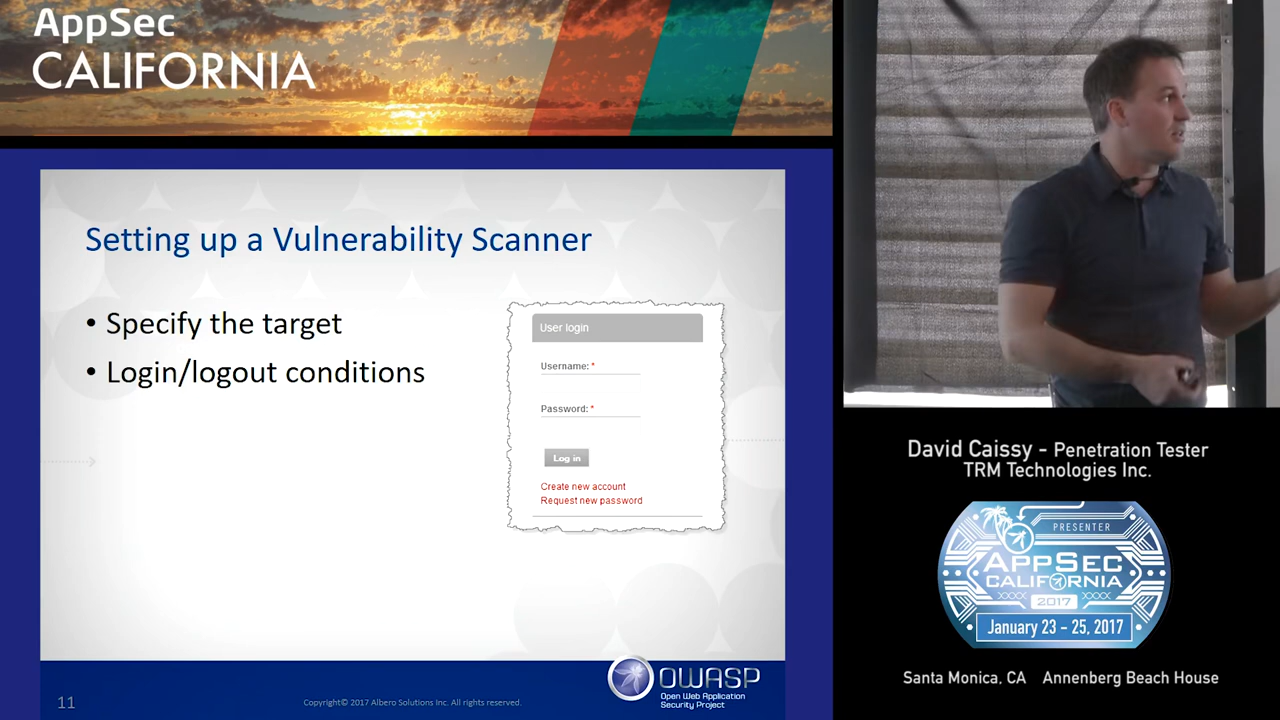 AppSec
CALIFORNIA
Setting up a Vulnerability Scanner
• Specify the target
• Login/logout conditions
User login
Username: *
Password: *
Log in
Create new account
Request new password
11
Copyright© 2017 Albero Solutions Inc. All rights reserved.
OWASP
Open Web Application
Security Project
David Caissy - Penetration Tester
TRM Technologies Inc.
PRESENTER
APPSEC
CALIFORNIA
2017
January 23 - 25, 2017
Santa Monica, CA Annenberg Beach House